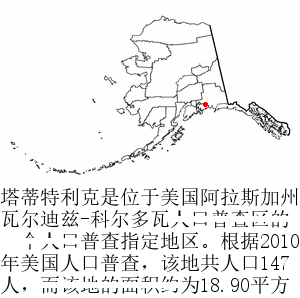 塔蒂特利克是位于美国阿拉斯加州
瓦尔迪兹-科尔多瓦人口普查区的
个人口普查指定地区。根据2010
年美国人口普查，该地共人口147
人，而该地的面积约为18.90平方